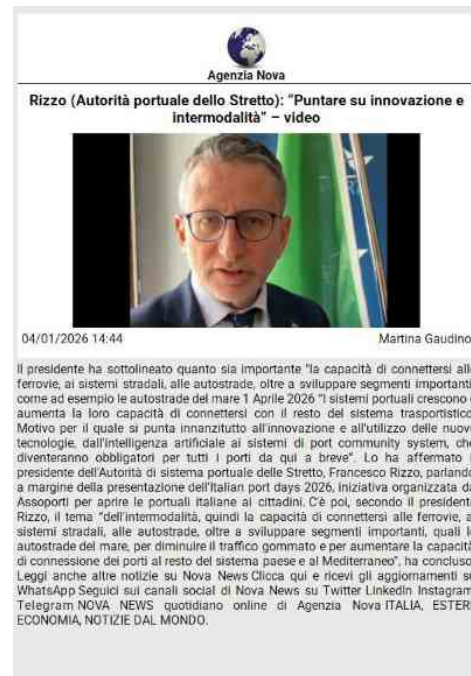 Agenzia Nova
Rizzo (Autorità portuale dello Stretto): “Puntare su innovazione e
intermodalità” – video
04/01/2026 14:44
Martina Gaudino
Il presidente ha sottolineato quanto sia importante “la capacità di connettersi alle
ferrovie, ai sistemi stradali, alle autostrade, oltre a sviluppare segmenti importanti,
come ad esempio le autostrade del mare 1 Aprile 2026 “I sistemi portuali crescono e
aumenta la loro capacità di connettersi con il resto del sistema trasportistico.
Motivo per il quale si punta innanzitutto all'innovazione e all'utilizzo delle nuove
tecnologie, dall'intelligenza artificiale ai sistemi di port community system, che
diventeranno obbligatori per tutti i porti da qui a breve”. Lo ha affermato il
presidente dell'Autorità di sistema portuale delle Stretto, Francesco Rizzo, parlando
a margine della presentazione dell'Italian port days 2026, iniziativa organizzata da
Assoporti per aprire le portuali italiane ai cittadini. C'è poi, secondo il presidente
Rizzo, il tema “dell'intermodalità, quindi la capacità di connettersi alle ferrovie, ai
sistemi stradali, alle autostrade, oltre a sviluppare segmenti importanti, quali le
autostrade del mare, per diminuire il traffico gommato e per aumentare la capacità
di connessione dei porti al resto del sistema paese e al Mediterraneo”, ha concluso.
Leggi anche altre notizie su Nova News Clicca qui e ricevi gli aggiornamenti su
WhatsApp Seguici sui canali social di Nova News su Twitter LinkedIn Instagram
Telegram NOVA NEWS quotidiano online di Agenzia Nova ITALIA, ESTERI,
ECONOMIA, NOTIZIE DAL MONDO.